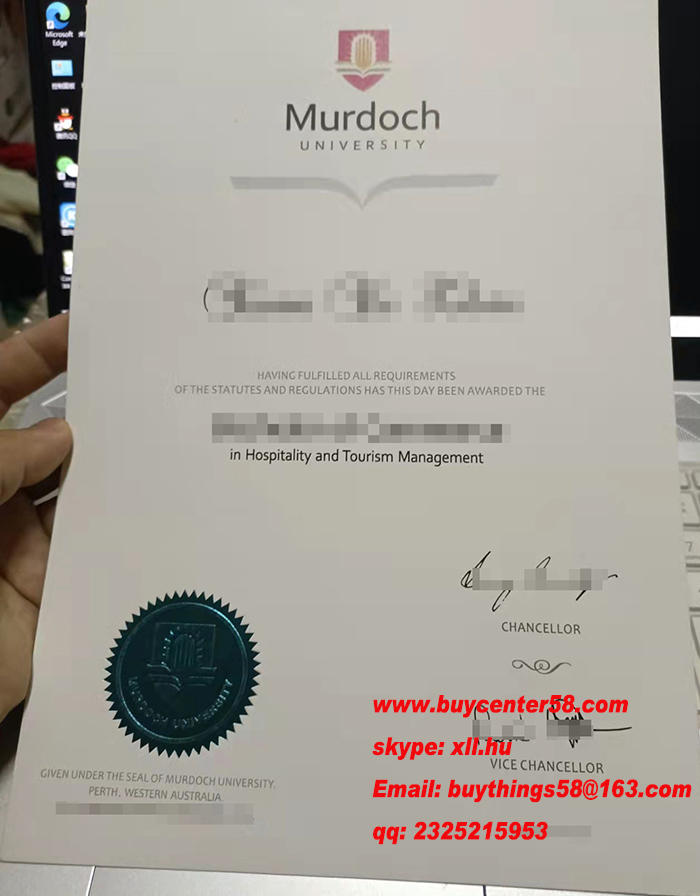 Microsoft
Edge
Murdoch
UNIVERSITY
HAVING FULFILLED ALL REQUIREMENTS
OF THE STATUTES AND REGULATIONS HAS THIS DAY BEEN AWARDED THE
in Hospitality and Tourism Management
CHANCELLOR
www.buycenter58.com
skype: xll.hu
VICE CHANCELLOR
Email: buythings58@163.com
qq: 2325215953
MURDOCH UNIVERSITY
GIVEN UNDER THE SEAL OF MURDOCH UNIVERSITY.
PERTH, WESTERN AUSTRALIA